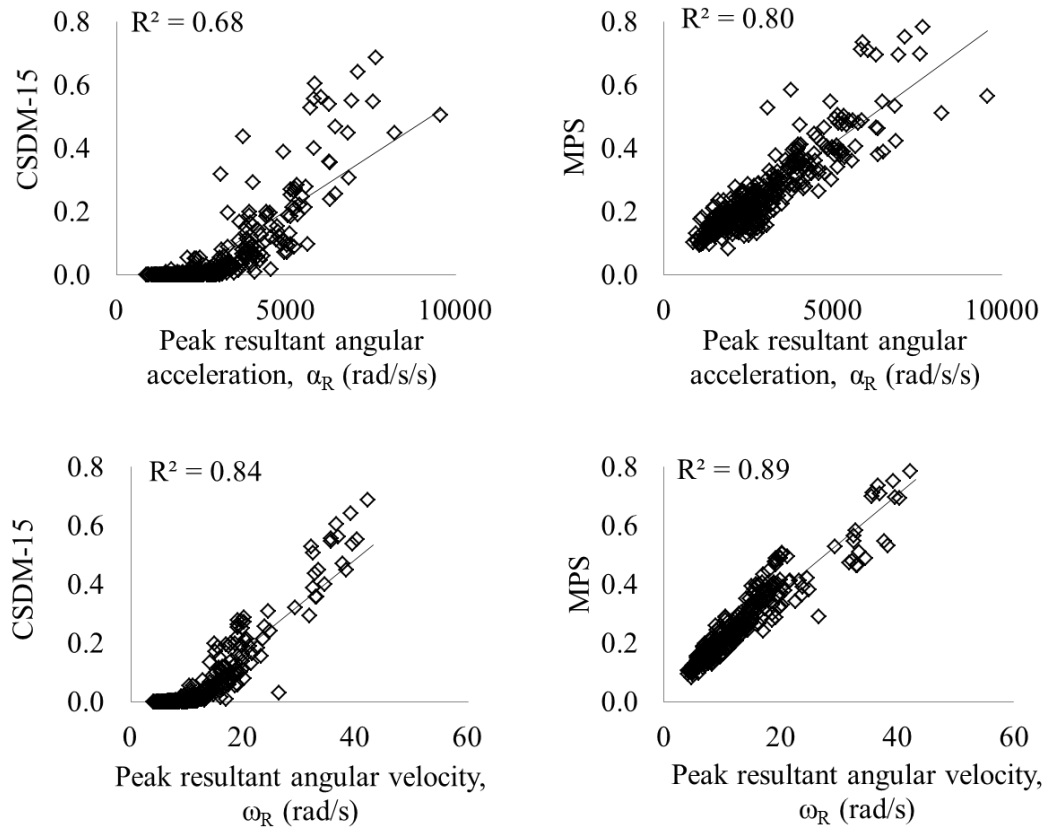 R² = 0.68
CSDM-15
0.8
0.6
0.4
0.2
0.0
0 5000 10000
Peak resultant angular
acceleration, αR (rad/s/s)
R² = 0.80
MPS
0.8
0.6
0.4
0.2
0.0
0 5000 10000
Peak resultant angular
acceleration, αR (rad/s/s)
R² = 0.84
CSDM-15
0.8
0.6
0.4
0.2
0.0
0 20 40 60
Peak resultant angular velocity,
ωR (rad/s)
R² = 0.89
MPS
0.8
0.6
0.4
0.2
0.0
0 20 40 60
Peak resultant angular velocity,
ωR (rad/s)